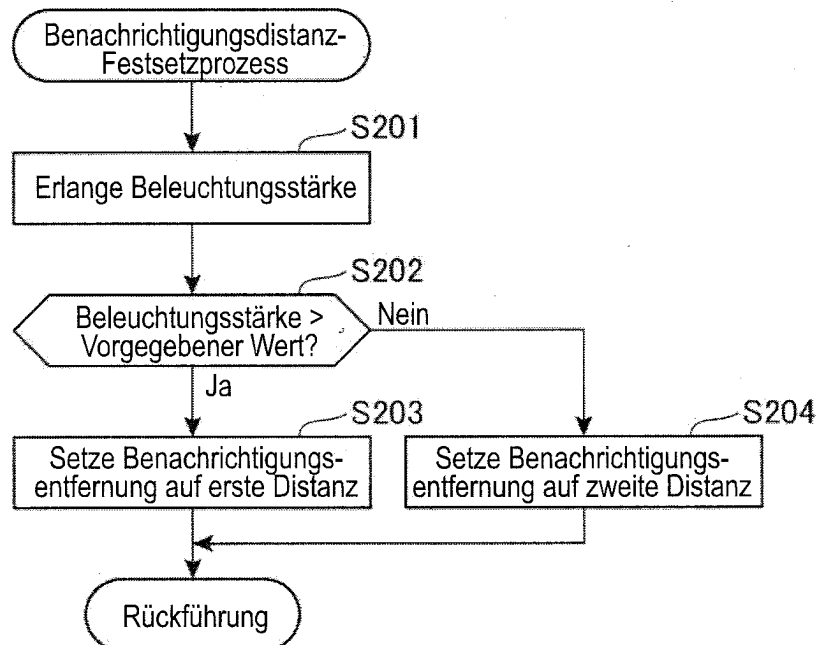 Benachrichtigungsdistanz-
Festsetzprozess
S201
Erlange Beleuchtungsstärke
S202
Beleuchtungsstärke >
Vorgegebener Wert?
Nein
Ja
S203
Setze Benachrichtigungs-
entfernung auf erste Distanz
S204
Setze Benachrichtigungs-
entfernung auf zweite Distanz
Rückführung